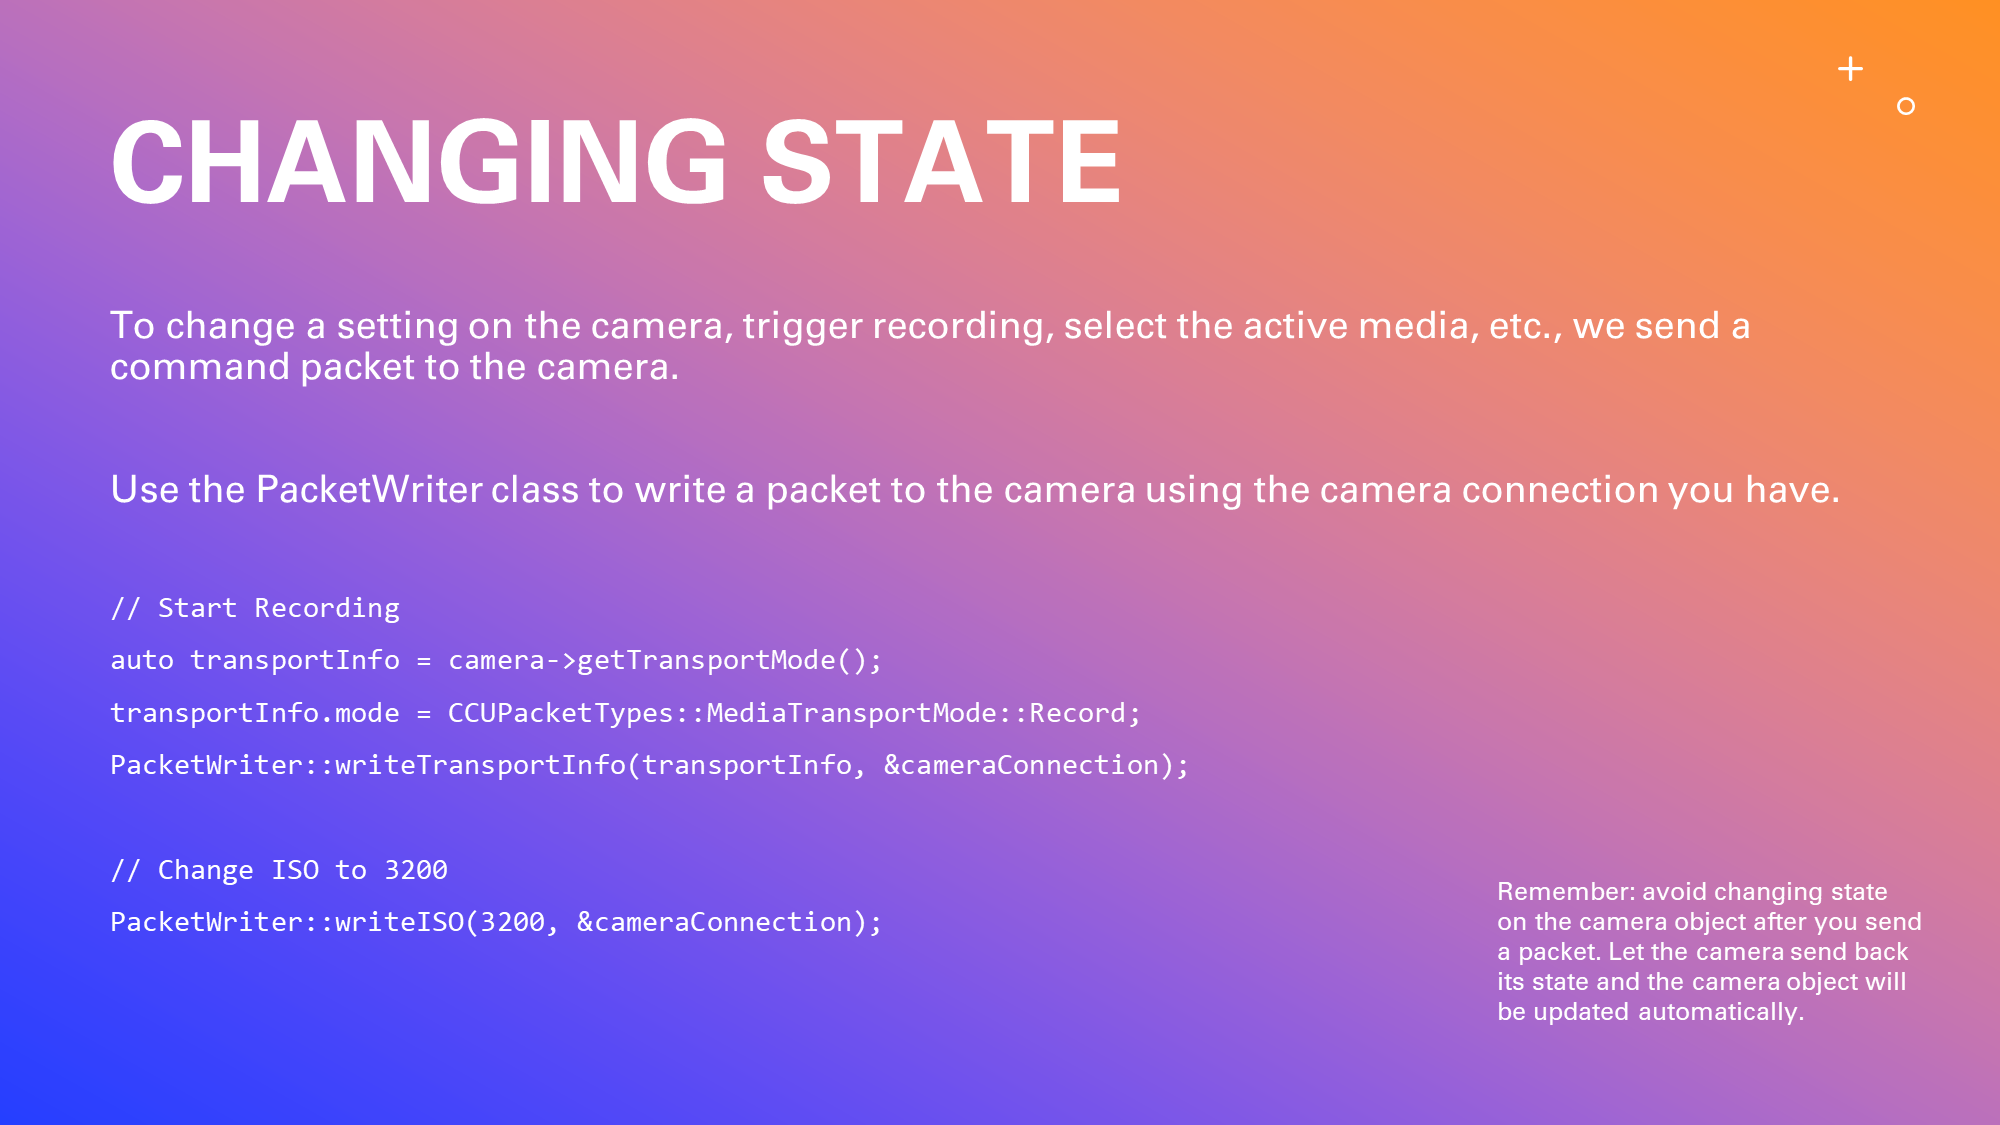 CHANGING STATE
To change a setting on the camera, trigger recording, select the active media, etc., we send a
command packet to the camera.
Use the PacketWriter class to write a packet to the camera using the camera connection you have.
// Start Recording
auto transportInfo = camera->getTransportMode();
transportInfo.mode = CCUPacketTypes::MediaTransportMode::Record;
PacketWriter::writeTransportInfo(transportInfo, &cameraConnection);
// Change ISO to 3200
PacketWriter::writeISO(3200, &cameraConnection);
Remember: avoid changing state
on the camera object after you send
a packet. Let the camera send back
its state and the camera object will
be updated automatically.